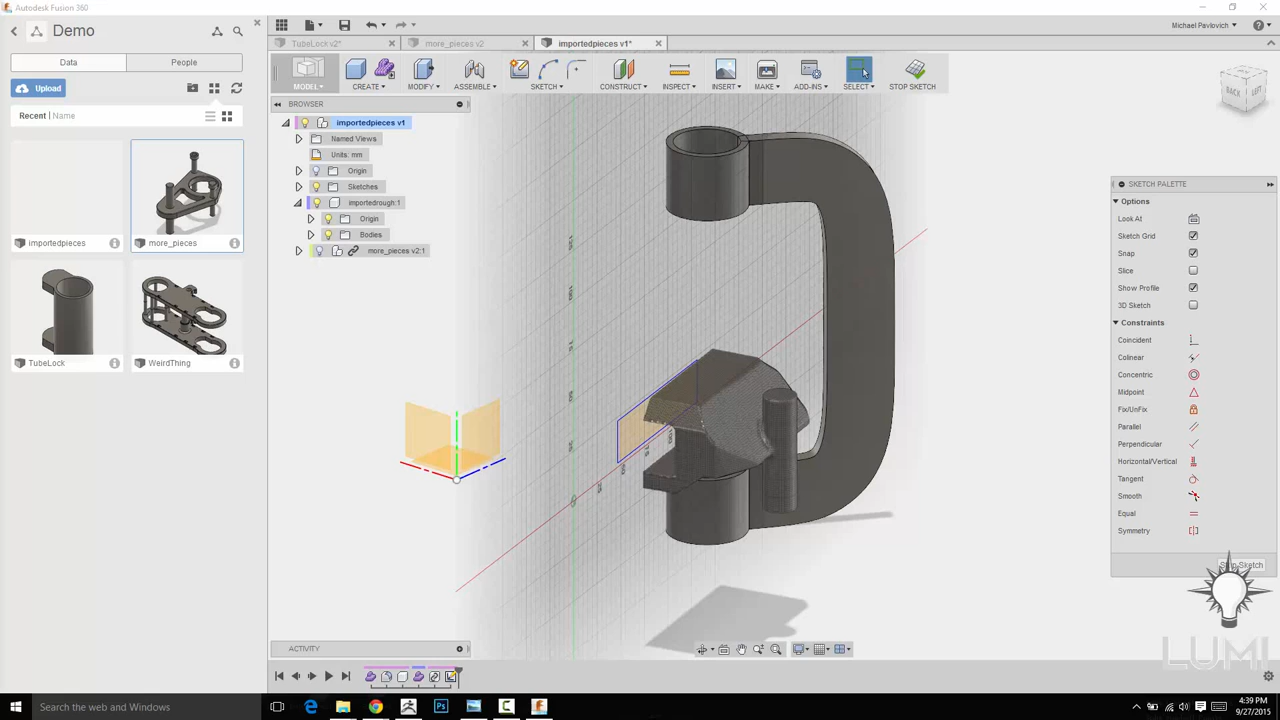 Autodesk Fusion 360
Demo
Data
People
Upload
Recent | Name
importedpieces
more_pieces
TubeLock
WeirdThing
TubeLock v2*
more_pieces v2
importedpieces v1*
Michael Pavlovich
MODEL
CREATE
MODIFY
ASSEMBLE
SKETCH
CONSTRUCT
INSPECT
INSERT
MAKE
ADD-INS
SELECT
STOP SKETCH
BROWSER
importedpieces v1
Named Views
Units: mm
Origin
Sketches
importedrough:1
Origin
Bodies
more_pieces v2:1
BACK
LEFT
SKETCH PALETTE
Options
Look At
Sketch Grid
Snap
Slice
Show Profile
3D Sketch
Constraints
Coincident
Colinear
Concentric
Midpoint
Fix/UnFix
Parallel
Perpendicular
Horizontal/Vertical
Tangent
Smooth
Equal
Symmetry
LUMI
ACTIVITY
Search the web and Windows
4:39 PM
9/27/2015